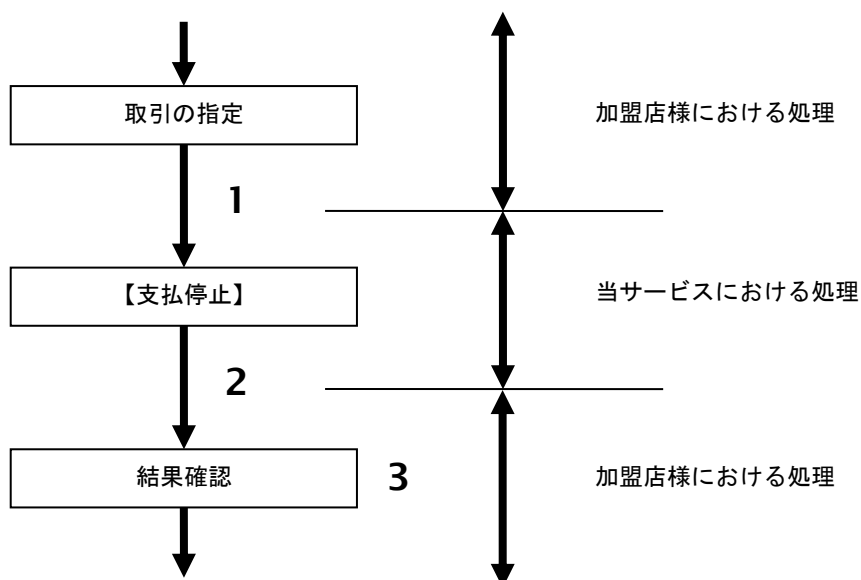 取引の指定
加盟店様における処理
1
【支払停止】
当サービスにおける処理
2
結果確認
3
加盟店様における処理